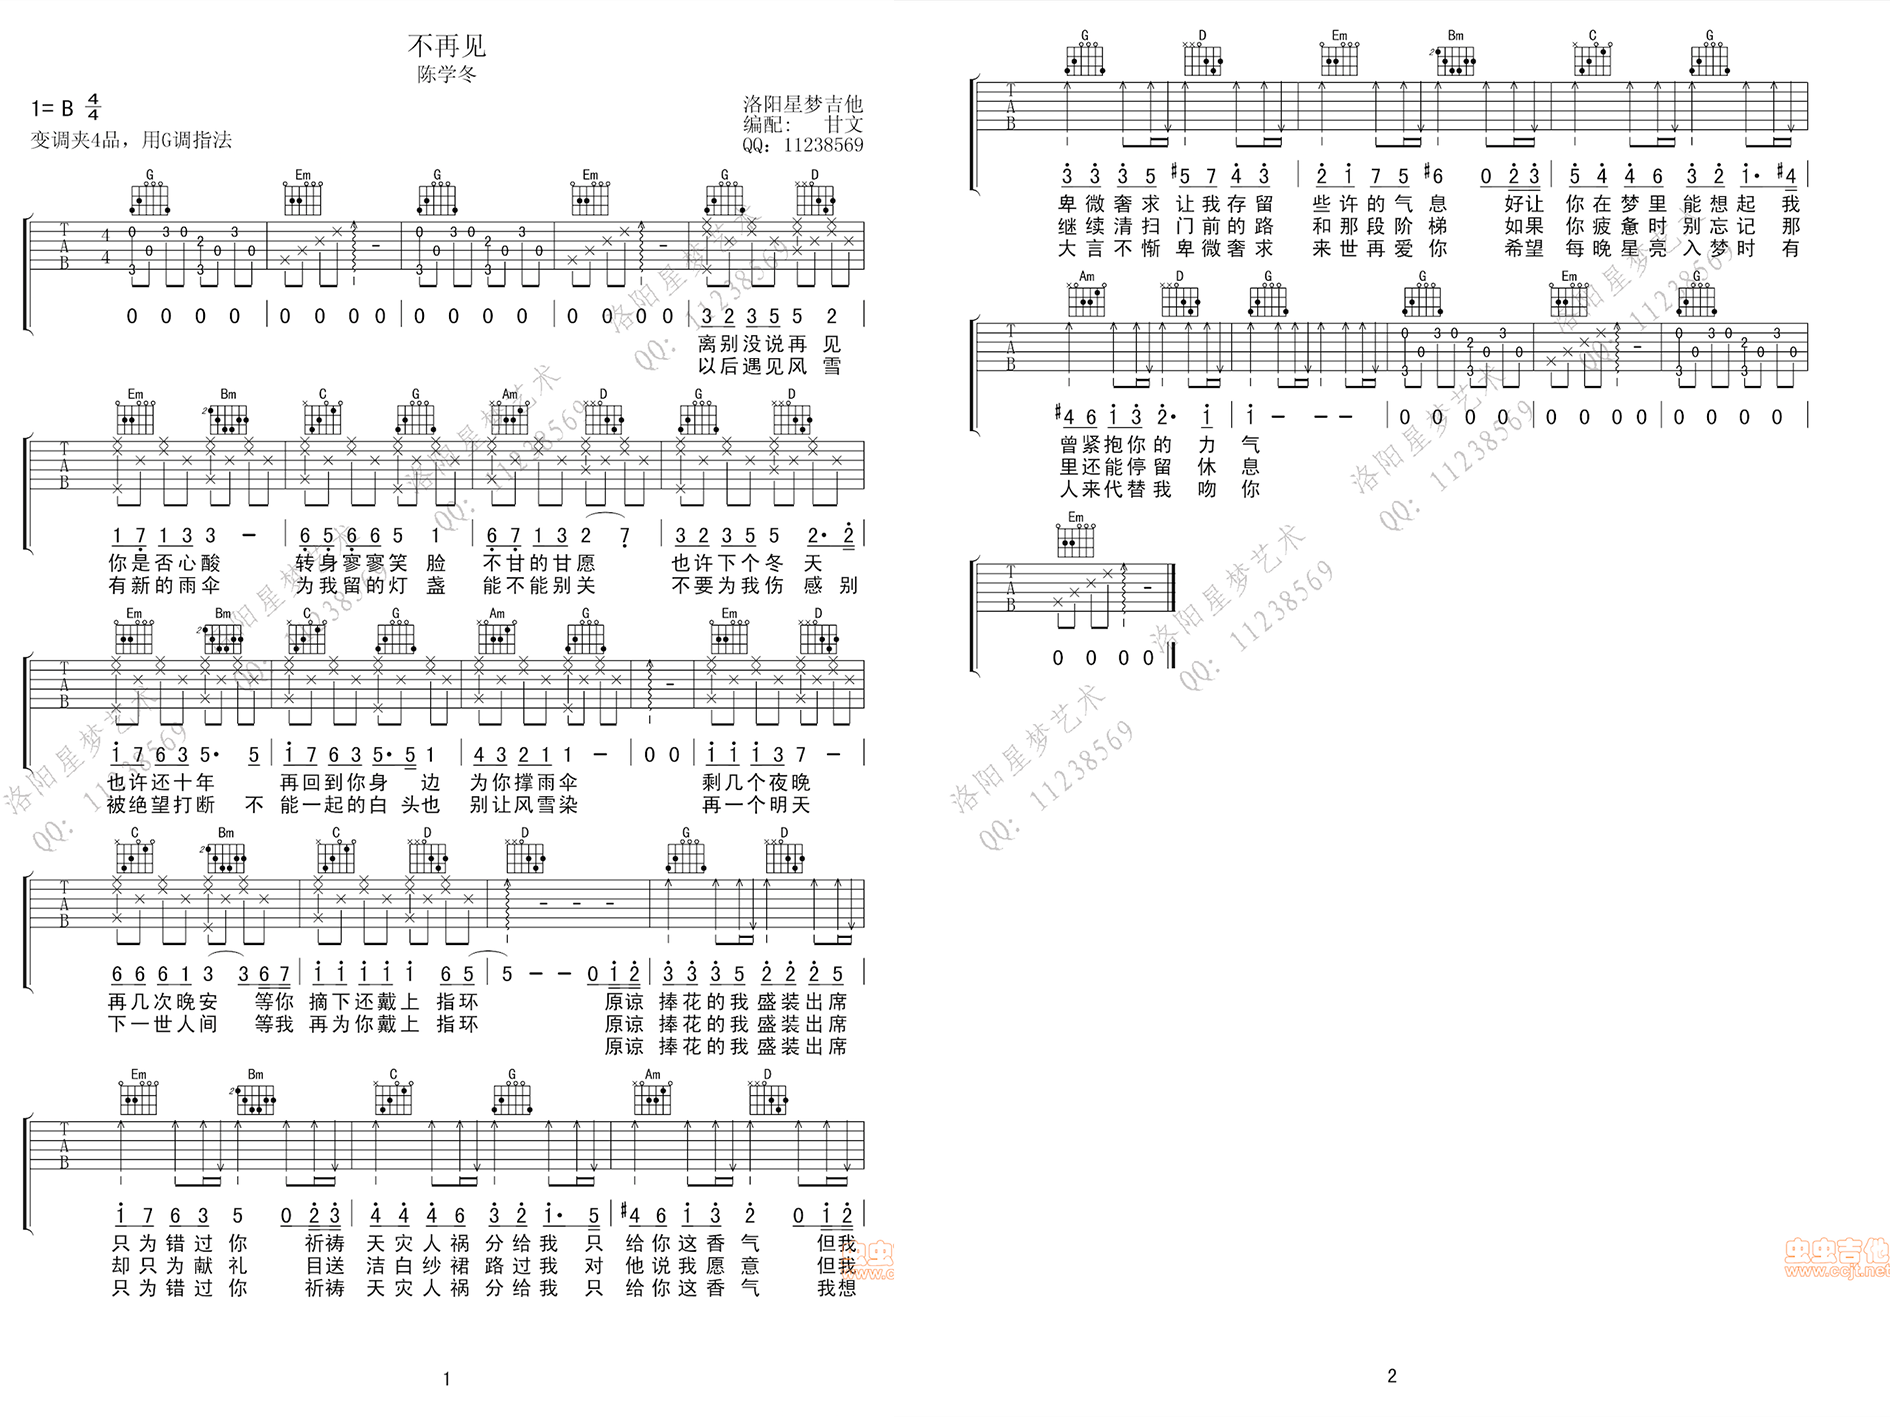 不再见
陈学冬
1= B 4/4
变调夹4品，用G调指法
洛阳星梦吉他
编配： 甘文
QQ：11238569
G Em G Em G D
T A B
0 0 0 0 0 0 0 0 0 0 0 0 0 0 0 0 3 2 3 5 5 2
离别没说再 见
以后遇见风 雪
Em Bm C G Am D G D
T A B
1 7 1 3 3 - 6 5 6 6 5 1 6 7 1 3 2 7 3 2 3 5 5 2· 2
你是否心酸 转身寥寥笑 脸 不甘的甘愿 也许下个冬 天
有新的雨伞 为我留的灯 盏 能不能别关 不要为我伤 感 别
Em Bm C G Am G Em D
T A B
1 7 6 3 5· 5 1 7 6 3 5· 5 1 4 3 2 1 1 - 0 0 1 1 1 3 7 -
也许还十年 再回到你身 边 为你撑雨伞 剩几个夜晚
被绝望打断 不 能一起的白 头也 别让风雪染 再一个明天
C Bm C D D G D
T A B
6 6 6 1 3 3 6 7 1 1 1 1 1 6 5 5 - - 0 1 2 3 3 3 5 2 2 2 5
再几次晚安 等你 摘下还戴上 指环 原谅 捧花的我 盛装出席
下一世人间 等我 再为你戴上 指环 原谅 捧花的我 盛装出席
原谅 捧花的我 盛装出席
Em Bm C G Am D
T A B
1 7 6 3 5 0 2 3 4 4 4 6 3 2 1· 5 #4 6 1 3 2 0 1 2
只为错过你 祈祷 天灾人祸 分给我 只 给你这香气 但我
却只为献礼 目送 洁白纱裙 路过我 对 他说我愿意 但我
只为错过你 祈祷 天灾人祸 分给我 只 给你这香气 我想
1
G D Em Bm C G
T A B
3 3 3 5 #5 7 4 3 2 1 7 5 #6 0 2 3 5 4 4 6 3 2 1· #4
卑微奢求 让我存留 些许的气 息 好让 你在梦里 能想起 我
继续清扫 门前的路 和那段阶 梯 如果 你疲惫时 别忘记 那
大言不惭 卑微奢求 来世再爱 你 希望 每晚星亮 入梦时 有
Am D G G Em G
T A B
#4 6 1 3 2· 1 1 - - - 0 0 0 0 0 0 0 0 0 0 0 0
曾紧抱你的 力 气
里还能停留 休 息
人来代替我 吻 你
Em
T A B
0 0 0 0
2
洛阳星梦艺术
QQ：11238569
虫虫吉他
www.ccjt.net